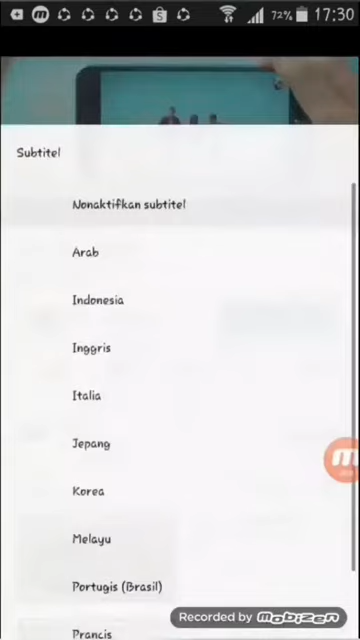 72% 17:30
Subtitel
Nonaktifkan subtitel
Arab
Indonesia
Inggris
Italia
Jepang
Korea
Melayu
Portugis (Brasil)
Recorded by Mobizen
Prancis